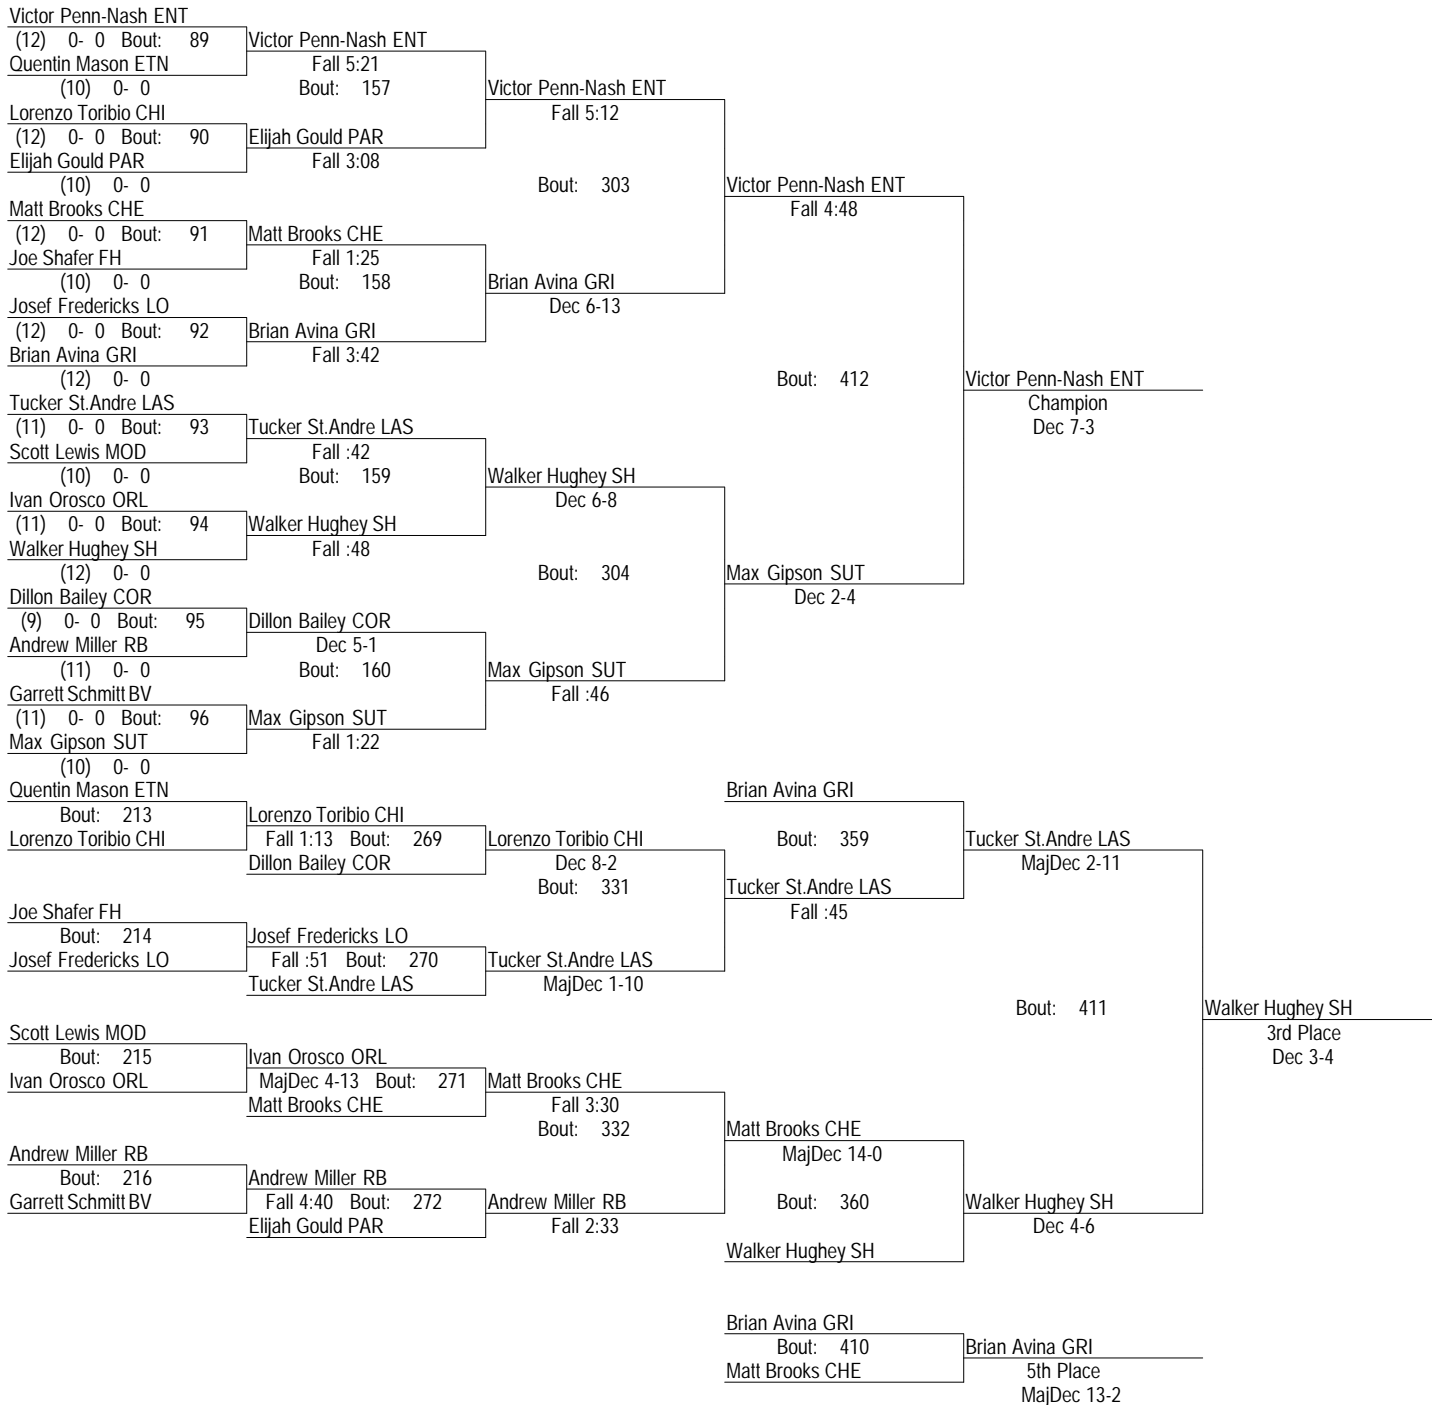 Victor Penn-Nash ENT
(12) 0- 0 Bout: 89 Victor Penn-Nash ENT
Quentin Mason ETN Fall 5:21
(10) 0- 0 Bout: 157 Victor Penn-Nash ENT
Lorenzo Toribio CHI Fall 5:12
(12) 0- 0 Bout: 90 Elijah Gould PAR
Elijah Gould PAR Fall 3:08
(10) 0- 0 Bout: 303 Victor Penn-Nash ENT
Matt Brooks CHE Fall 4:48
(12) 0- 0 Bout: 91 Matt Brooks CHE
Joe Shafer FH Fall 1:25
(10) 0- 0 Bout: 158 Brian Avina GRI
Josef Fredericks LO Dec 6-13
(12) 0- 0 Bout: 92 Brian Avina GRI
Brian Avina GRI Fall 3:42
(12) 0- 0 Bout: 412 Victor Penn-Nash ENT
Tucker St.Andre LAS Champion
(11) 0- 0 Bout: 93 Tucker St.Andre LAS Dec 7-3
Scott Lewis MOD Fall :42
(10) 0- 0 Bout: 159 Walker Hughey SH
Ivan Orosco ORL Dec 6-8
(11) 0- 0 Bout: 94 Walker Hughey SH
Walker Hughey SH Fall :48
(12) 0- 0 Bout: 304 Max Gipson SUT
Dillon Bailey COR Dec 2-4
(9) 0- 0 Bout: 95 Dillon Bailey COR
Andrew Miller RB Dec 5-1
(11) 0- 0 Bout: 160 Max Gipson SUT
Garrett Schmitt BV Fall :46
(11) 0- 0 Bout: 96 Max Gipson SUT
Max Gipson SUT Fall 1:22
(10) 0- 0
Quentin Mason ETN Brian Avina GRI
Bout: 213 Lorenzo Toribio CHI
Lorenzo Toribio CHI Fall 1:13 Bout: 269 Lorenzo Toribio CHI Bout: 359 Tucker St.Andre LAS
Dillon Bailey COR Dec 8-2 MajDec 2-11
Bout: 331 Tucker St.Andre LAS
Joe Shafer FH Fall :45
Bout: 214 Josef Fredericks LO
Josef Fredericks LO Fall :51 Bout: 270 Tucker St.Andre LAS
Tucker St.Andre LAS MajDec 1-10
Bout: 411 Walker Hughey SH
Scott Lewis MOD 3rd Place
Bout: 215 Ivan Orosco ORL Dec 3-4
Ivan Orosco ORL MajDec 4-13 Bout: 271 Matt Brooks CHE
Matt Brooks CHE Fall 3:30
Bout: 332 Matt Brooks CHE
Andrew Miller RB MajDec 14-0
Bout: 216 Andrew Miller RB
Garrett Schmitt BV Fall 4:40 Bout: 272 Andrew Miller RB Bout: 360 Walker Hughey SH
Elijah Gould PAR Fall 2:33 Dec 4-6
Walker Hughey SH
Brian Avina GRI
Bout: 410 Brian Avina GRI
Matt Brooks CHE 5th Place
MajDec 13-2